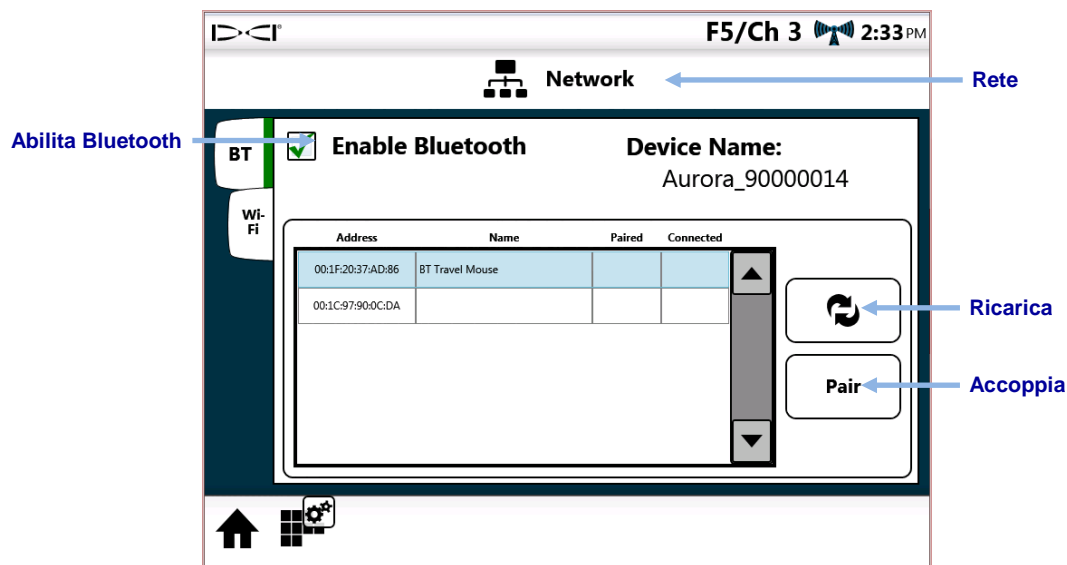 DCI®
F5/Ch 3 2:33 PM
Network
Rete
Abilita Bluetooth
BT
Enable Bluetooth
Device Name:
Aurora_90000014
Wi-
Fi
Address Name Paired Connected
00:1F:20:37:AD:86 BT Travel Mouse
00:1C:97:90:0C:DA
Ricarica
Pair
Accoppia